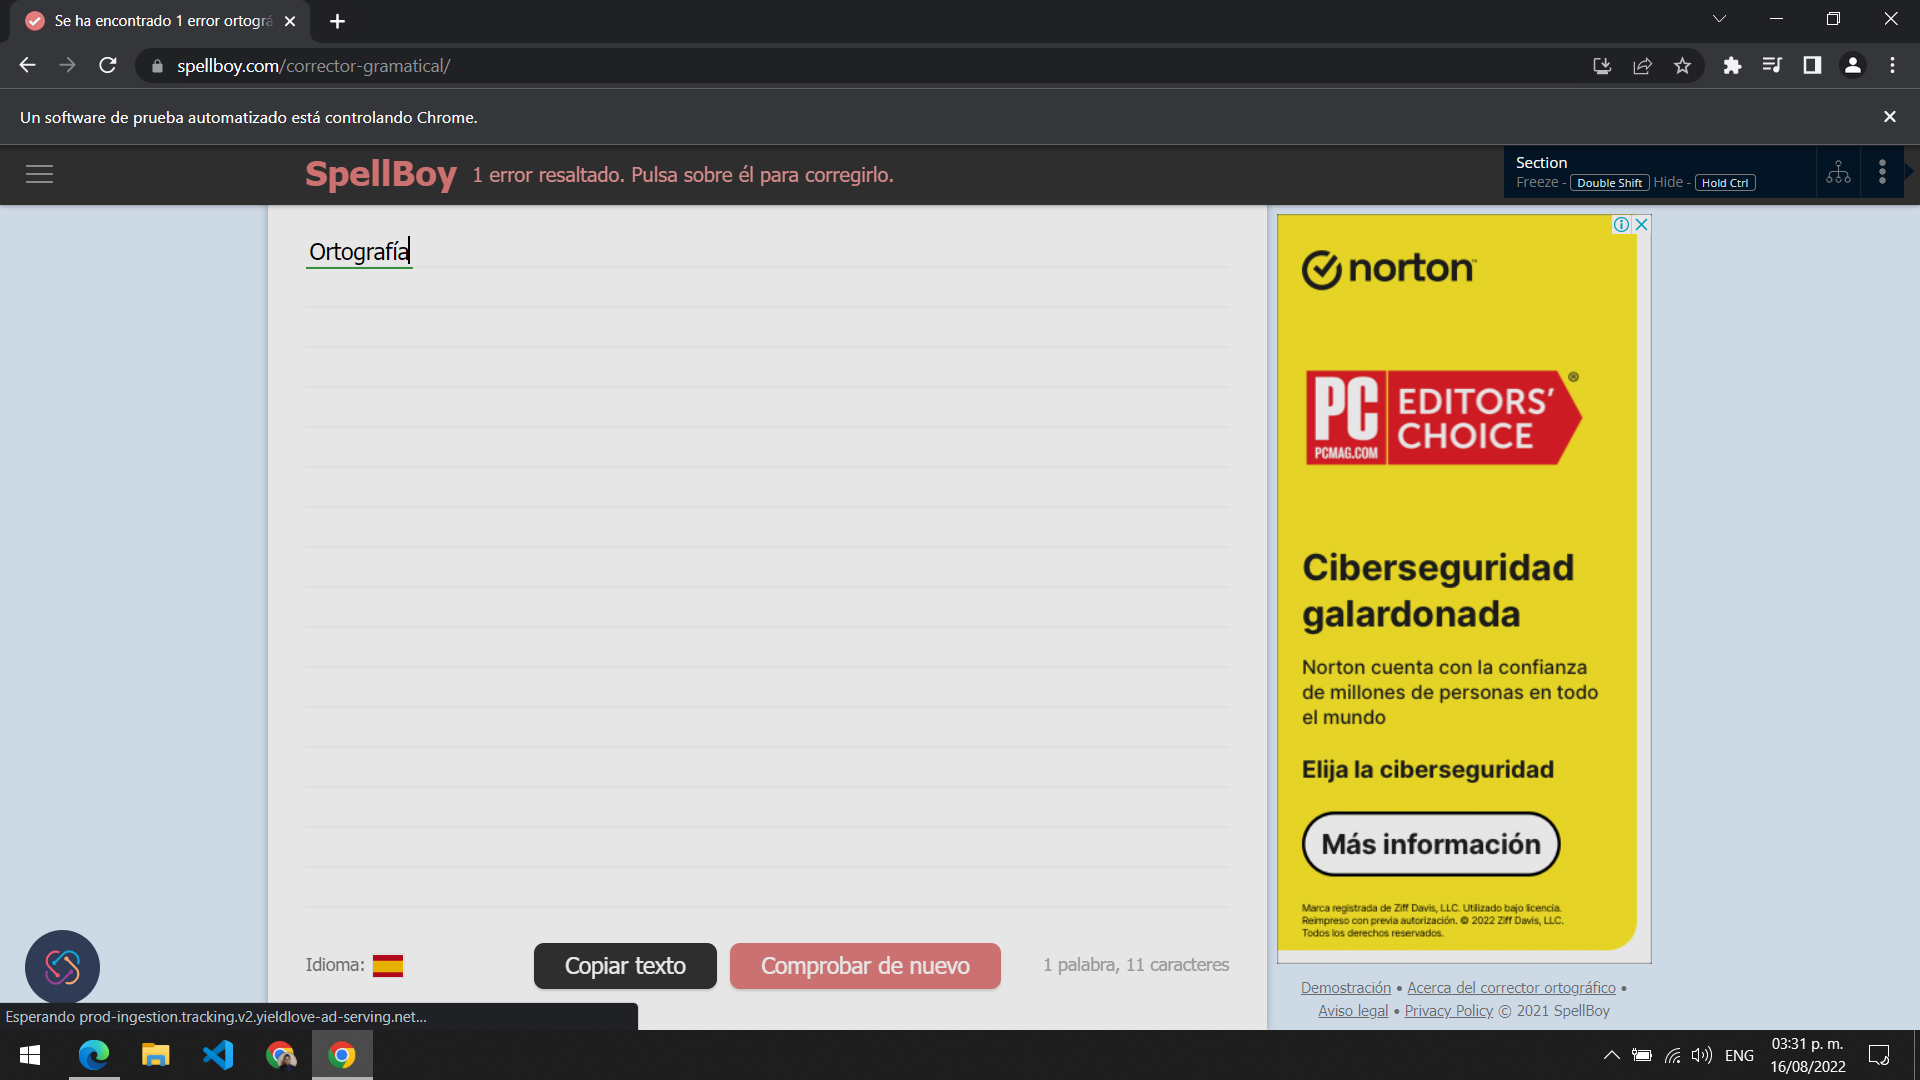 Se ha encontrado 1 error ortogra
spellboy.com/corrector-gramatical/
Un software de prueba automatizado está controlando Chrome.
SpellBoy 1 error resaltado. Pulsa sobre él para corregirlo.
Section
Freeze - Double Shift Hide - Hold Ctrl
Ortografía
norton
PC EDITORS' CHOICE ®
PCMAG.COM
Ciberseguridad
galardonada
Norton cuenta con la confianza
de millones de personas en todo
el mundo
Elija la ciberseguridad
Más información
Marca registrada de Ziff Davis, LLC. Utilizado bajo licencia.
Reimpreso con previa autorización. © 2022 Ziff Davis, LLC.
Todos los derechos reservados.
Idioma: Copiar texto Comprobar de nuevo 1 palabra, 11 caracteres
Demostración • Acerca del corrector ortográfico •
Aviso legal • Privacy Policy © 2021 SpellBoy
Esperando prod-ingestion.tracking.v2.yieldlove-ad-serving.net...
ENG
03:31 p. m.
16/08/2022